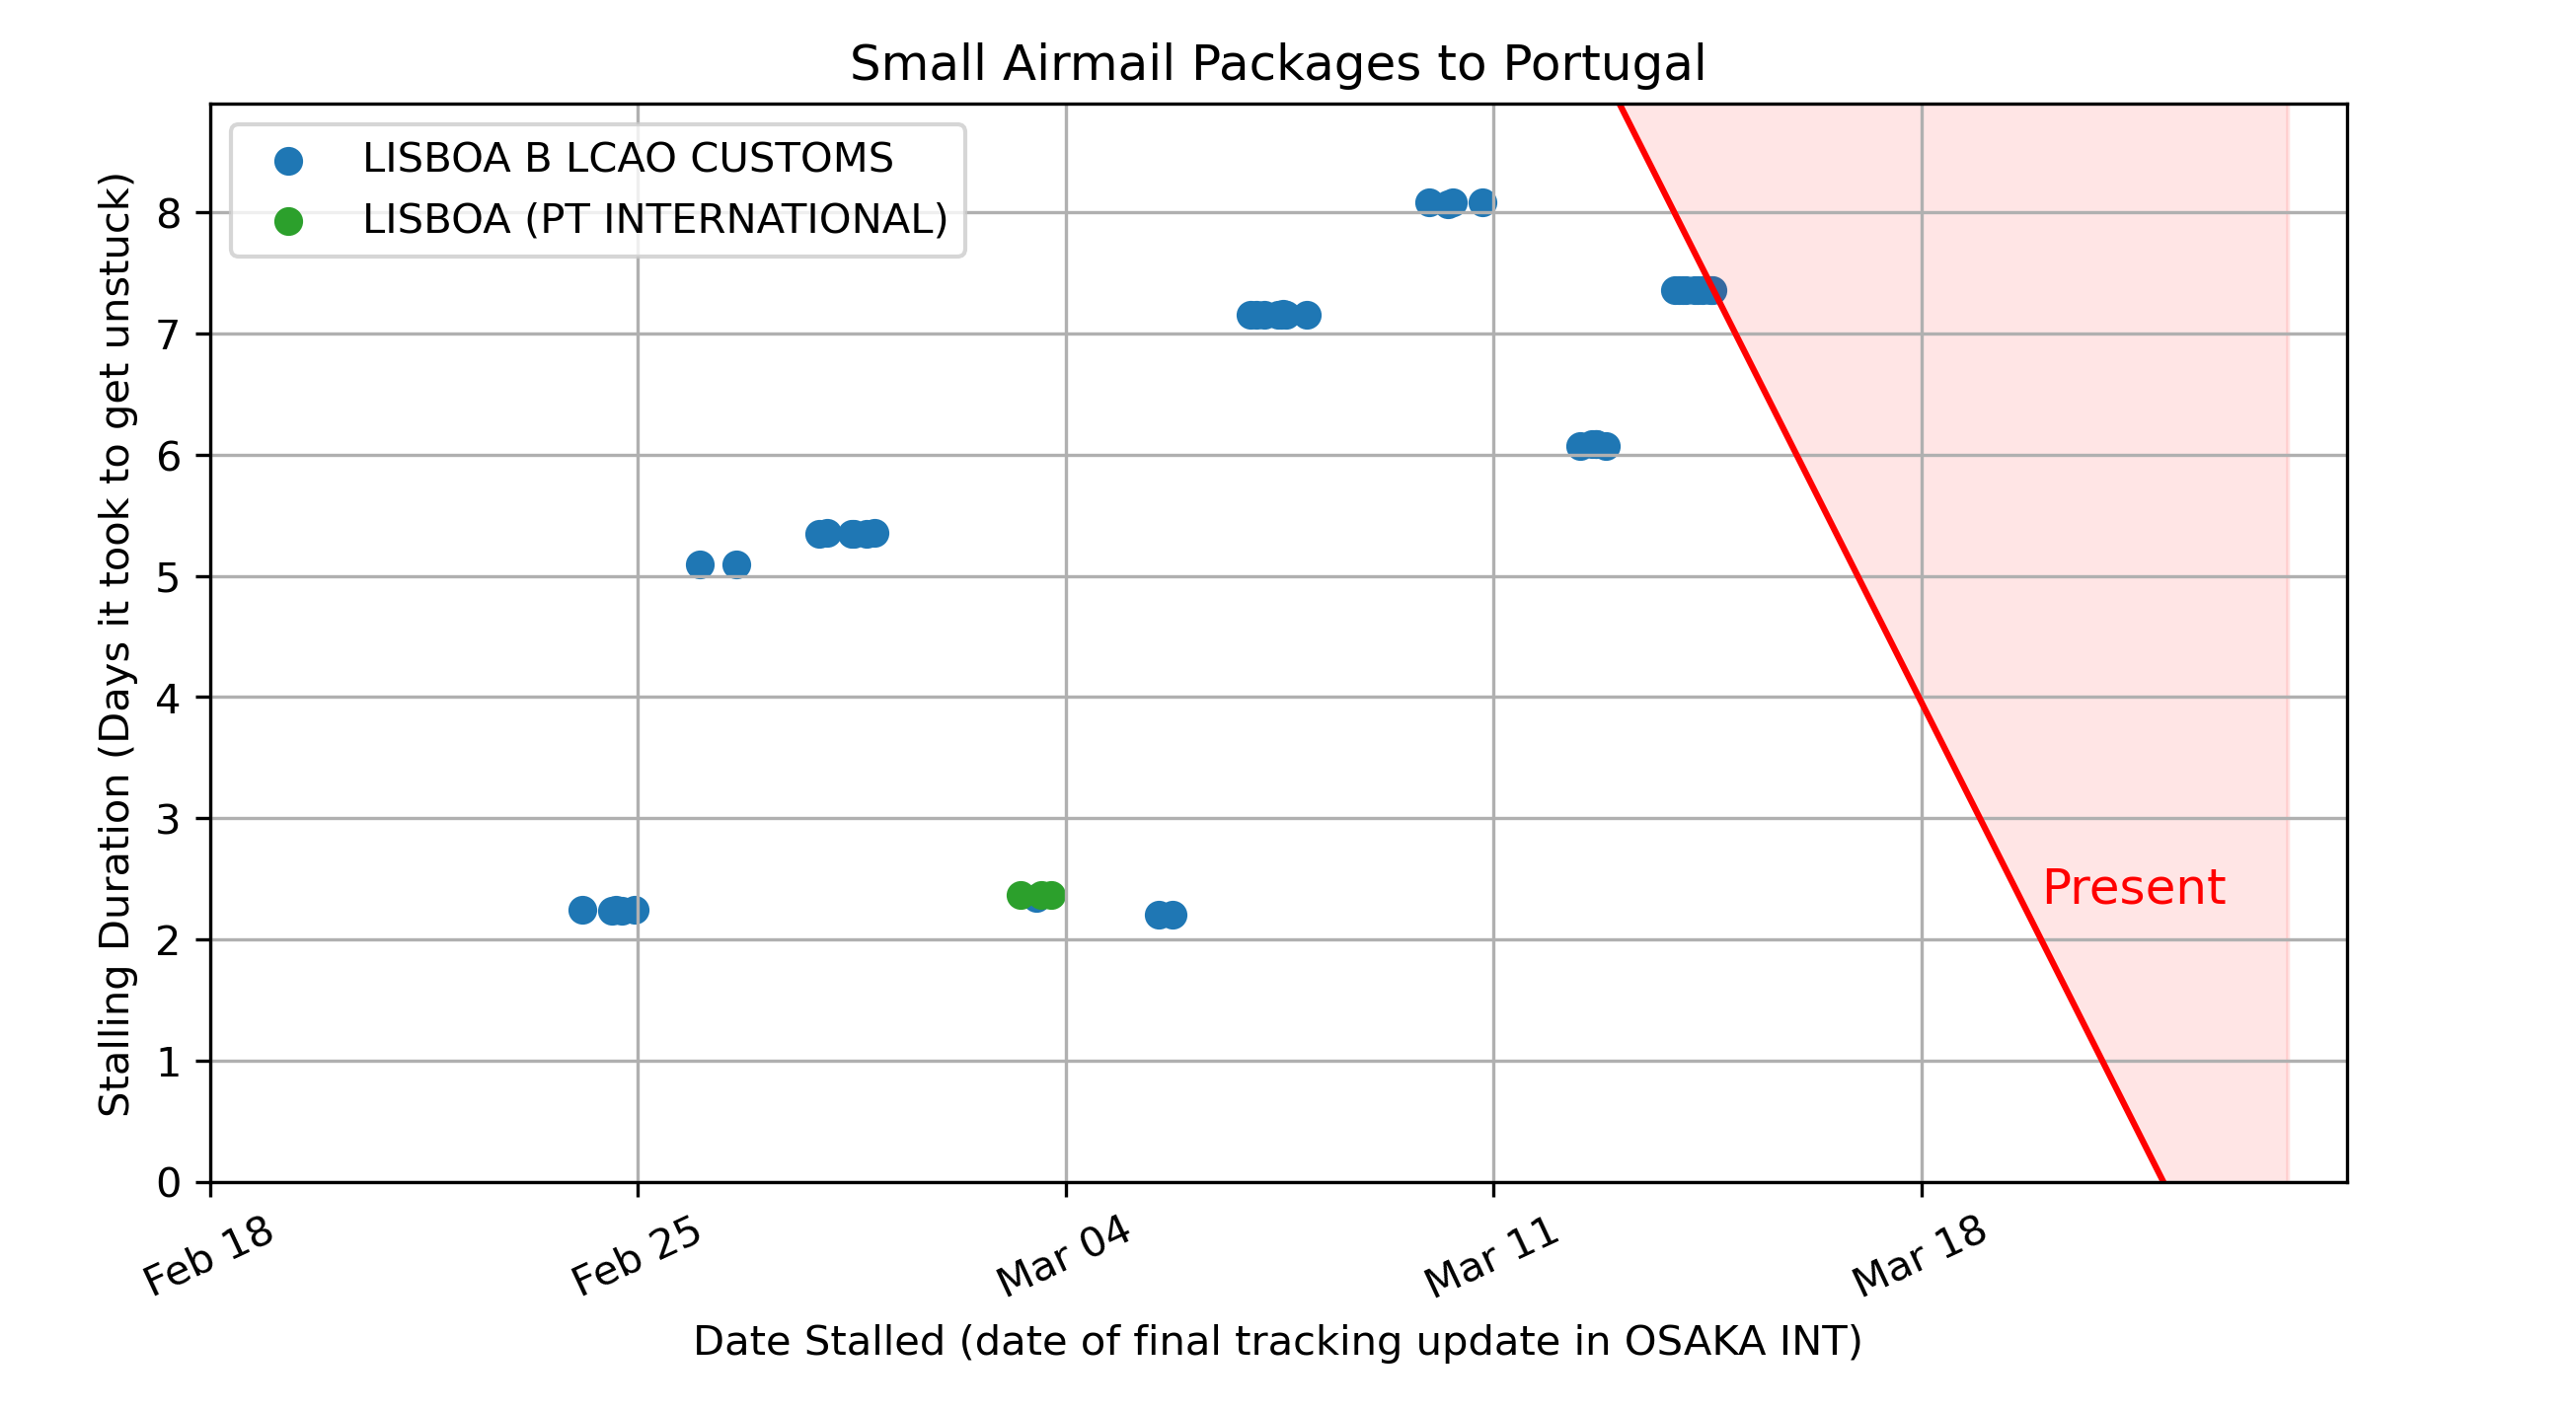 Small Airmail Packages to Portugal
LISBOA B LCAO CUSTOMS
LISBOA (PT INTERNATIONAL)
Stalling Duration (Days it took to get unstuck)
8
7
6
5
4
3
2
1
0
Present
Feb 18
Feb 25
Mar 04
Mar 11
Mar 18
Date Stalled (date of final tracking update in OSAKA INT)